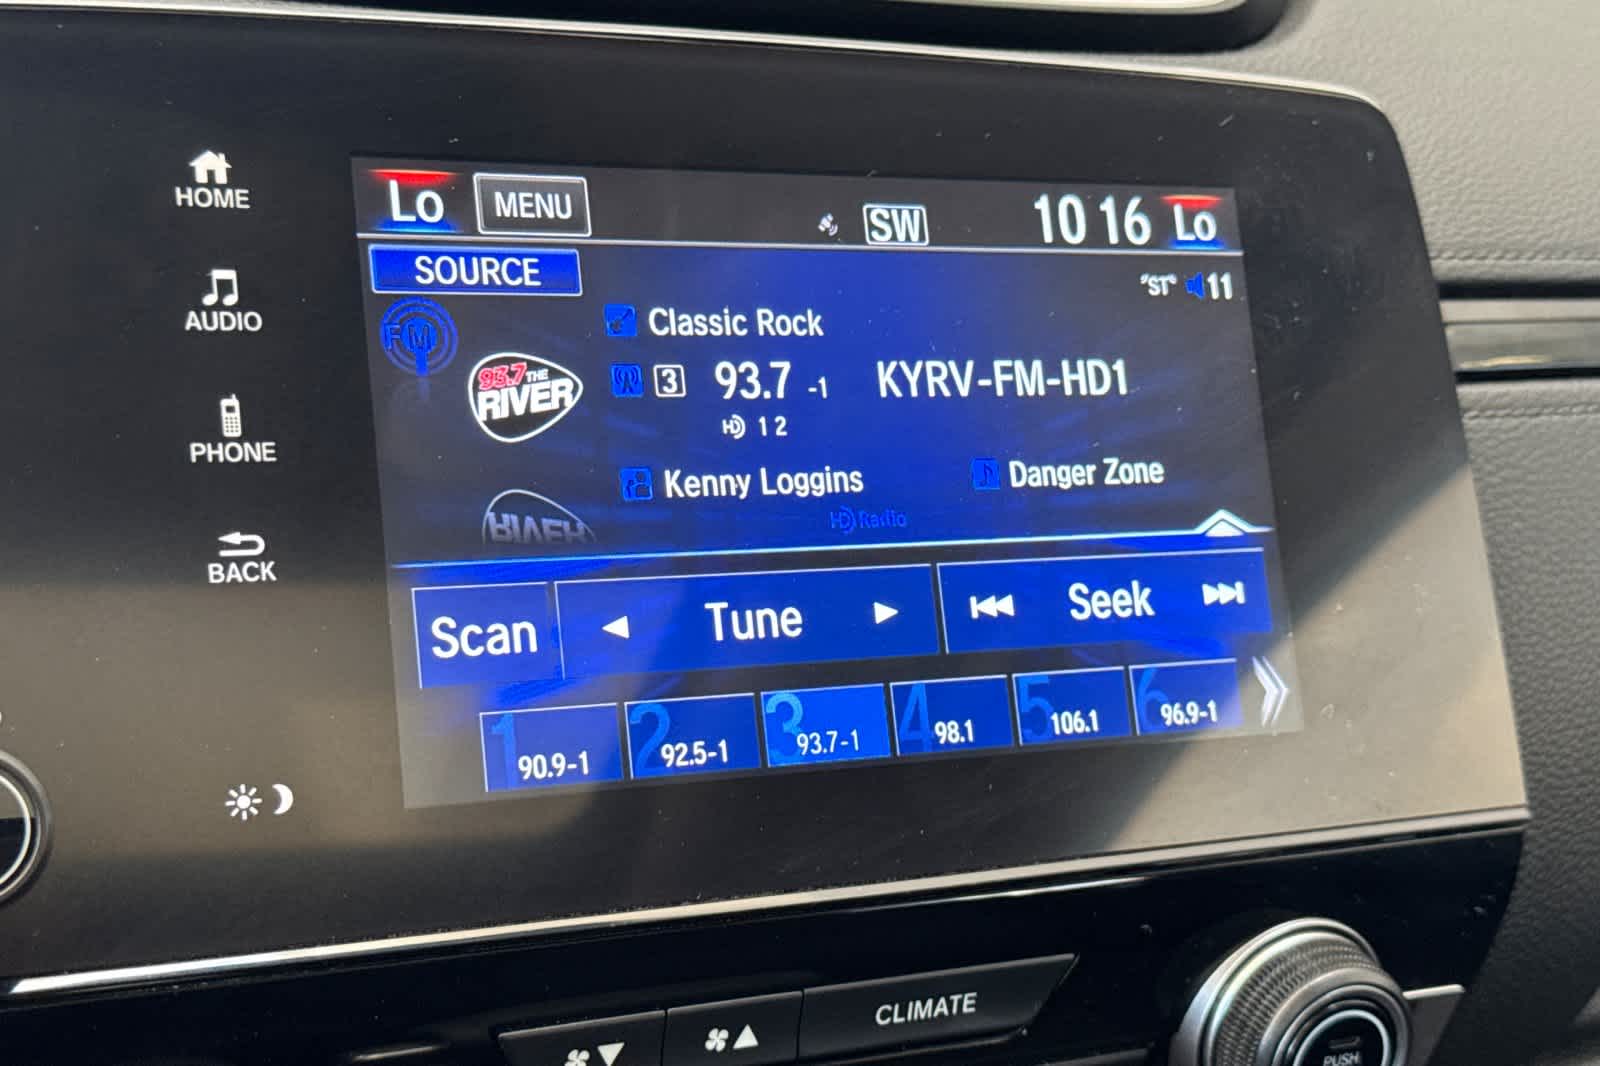 HOME
AUDIO
PHONE
BACK
Lo MENU SW 10 16 Lo
SOURCE
"ST" 11
FM
Classic Rock
93.7 THE
RIVER
3 93.7 -1 KYRV-FM-HD1
HD 1 2
Kenny Loggins Danger Zone
HD Radio
RIVER
Scan Tune Seek
1 90.9-1 2 92.5-1 3 93.7-1 4 98.1 5 106.1 6 96.9-1
CLIMATE
PUSH